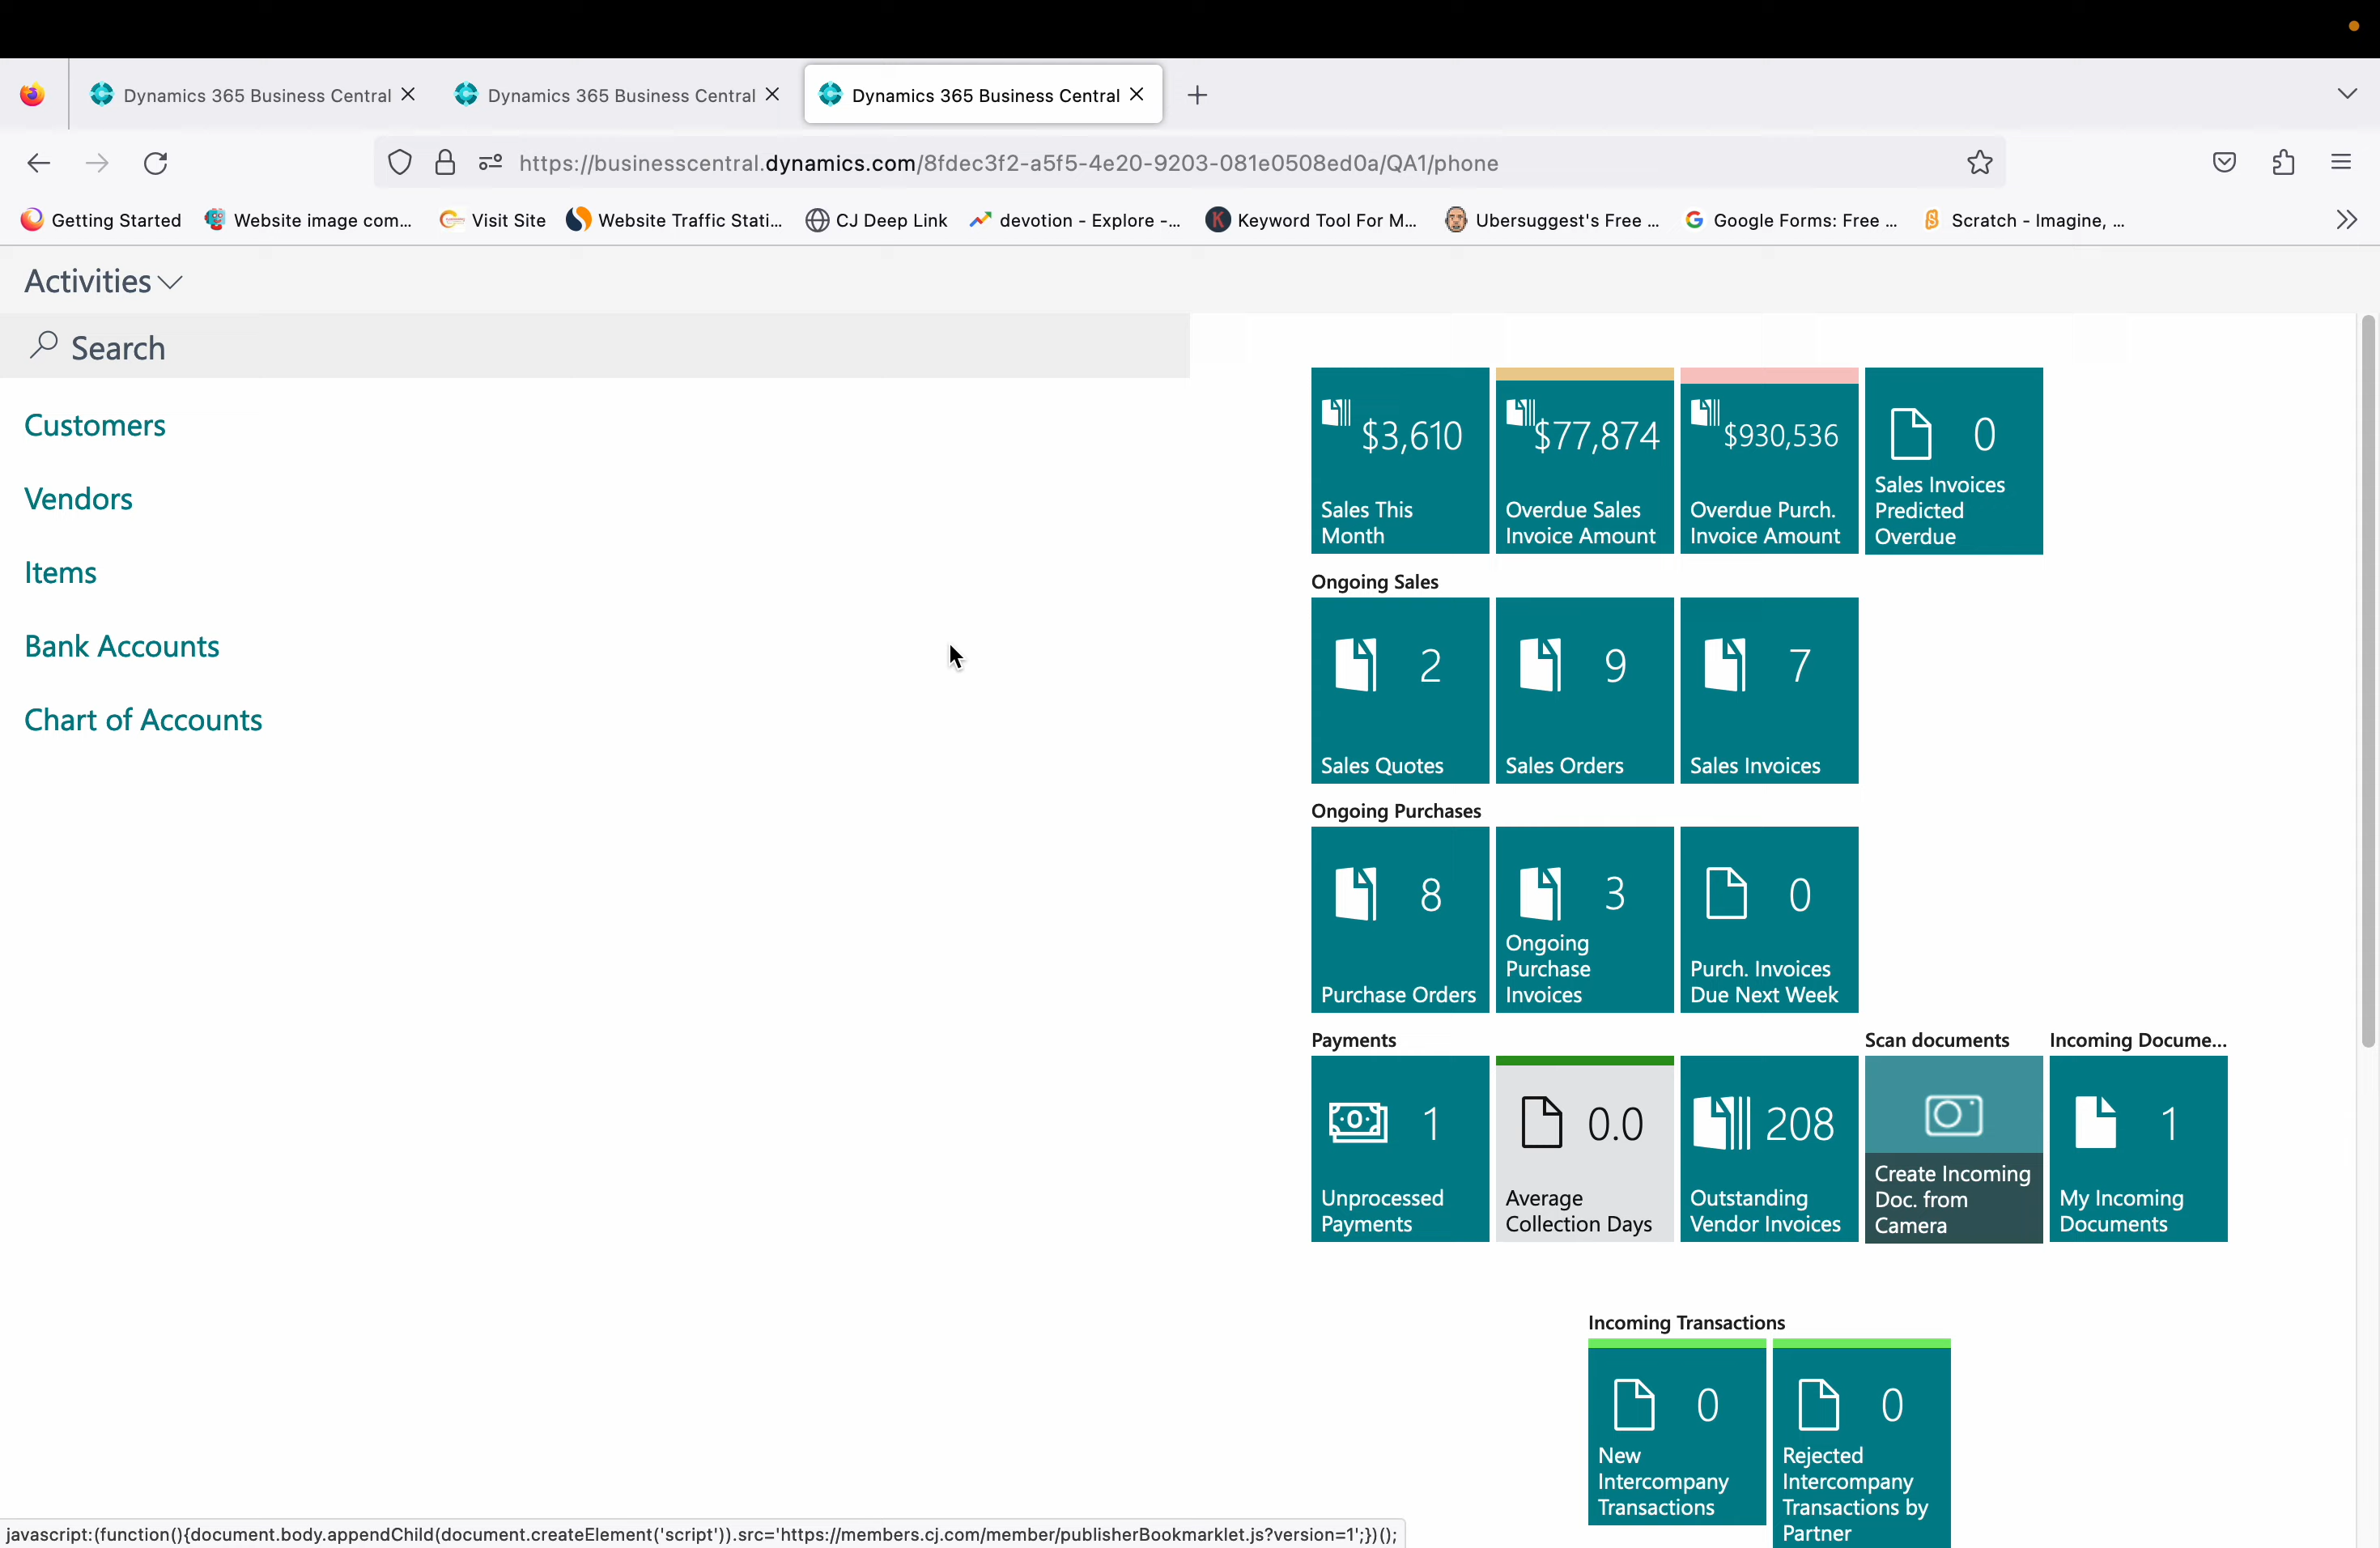 Dynamics 365 Business Central
Dynamics 365 Business Central
Dynamics 365 Business Central
https://businesscentral.dynamics.com/8fdec3f2-a5f5-4e20-9203-081e0508ed0a/QA1/phone
Getting Started
Website image com...
Visit Site
Website Traffic Stati...
CJ Deep Link
devotion - Explore -...
Keyword Tool For M...
Ubersuggest's Free ...
Google Forms: Free ...
Scratch - Imagine, ...
Activities
Search
Customers
Vendors
Items
Bank Accounts
Chart of Accounts
$3,610
Sales This
Month
$77,874
Overdue Sales
Invoice Amount
$930,536
Overdue Purch.
Invoice Amount
0
Sales Invoices
Predicted
Overdue
Ongoing Sales
2
Sales Quotes
9
Sales Orders
7
Sales Invoices
Ongoing Purchases
8
Purchase Orders
3
Ongoing
Purchase
Invoices
0
Purch. Invoices
Due Next Week
Payments
1
Unprocessed
Payments
0.0
Average
Collection Days
208
Outstanding
Vendor Invoices
Scan documents
Create Incoming
Doc. from
Camera
Incoming Docume...
1
My Incoming
Documents
Incoming Transactions
0
New
Intercompany
Transactions
0
Rejected
Intercompany
Transactions by
Partner
javascript:(function(){document.body.appendChild(document.createElement('script')).src='https://members.cj.com/member/publisherBookmarklet.js?version=1';})();